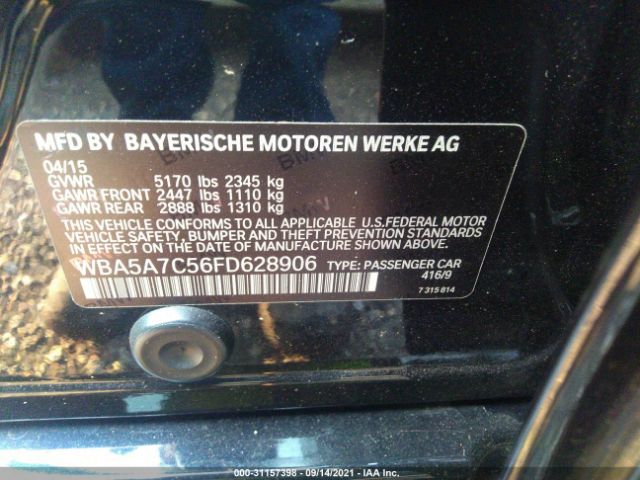 MFD BY BAYERISCHE MOTOREN WERKE AG
04/15
GVWR 5170 lbs 2345 kg
GAWR FRONT 2447 lbs 1110 kg
GAWR REAR 2888 lbs 1310 kg
THIS VEHICLE CONFORMS TO ALL APPLICABLE U.S.FEDERAL MOTOR
VEHICLE SAFETY, BUMPER AND THEFT PREVENTION STANDARDS
IN EFFECT ON THE DATE OF MANUFACTURE SHOWN ABOVE.
WBA5A7C56FD628906 TYPE: PASSENGER CAR
416/9
7 315 814
000-31157398 - 09/14/2021 - IAA Inc.